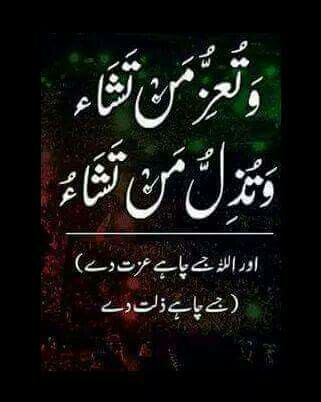 وَتُعِزُّ مَنْ تَشَاء
وَتُذِلُّ مَنْ تَشَاءُ
اور اللہ جسے چاہے عزت دے)
(جسے چاہے ذلت دے